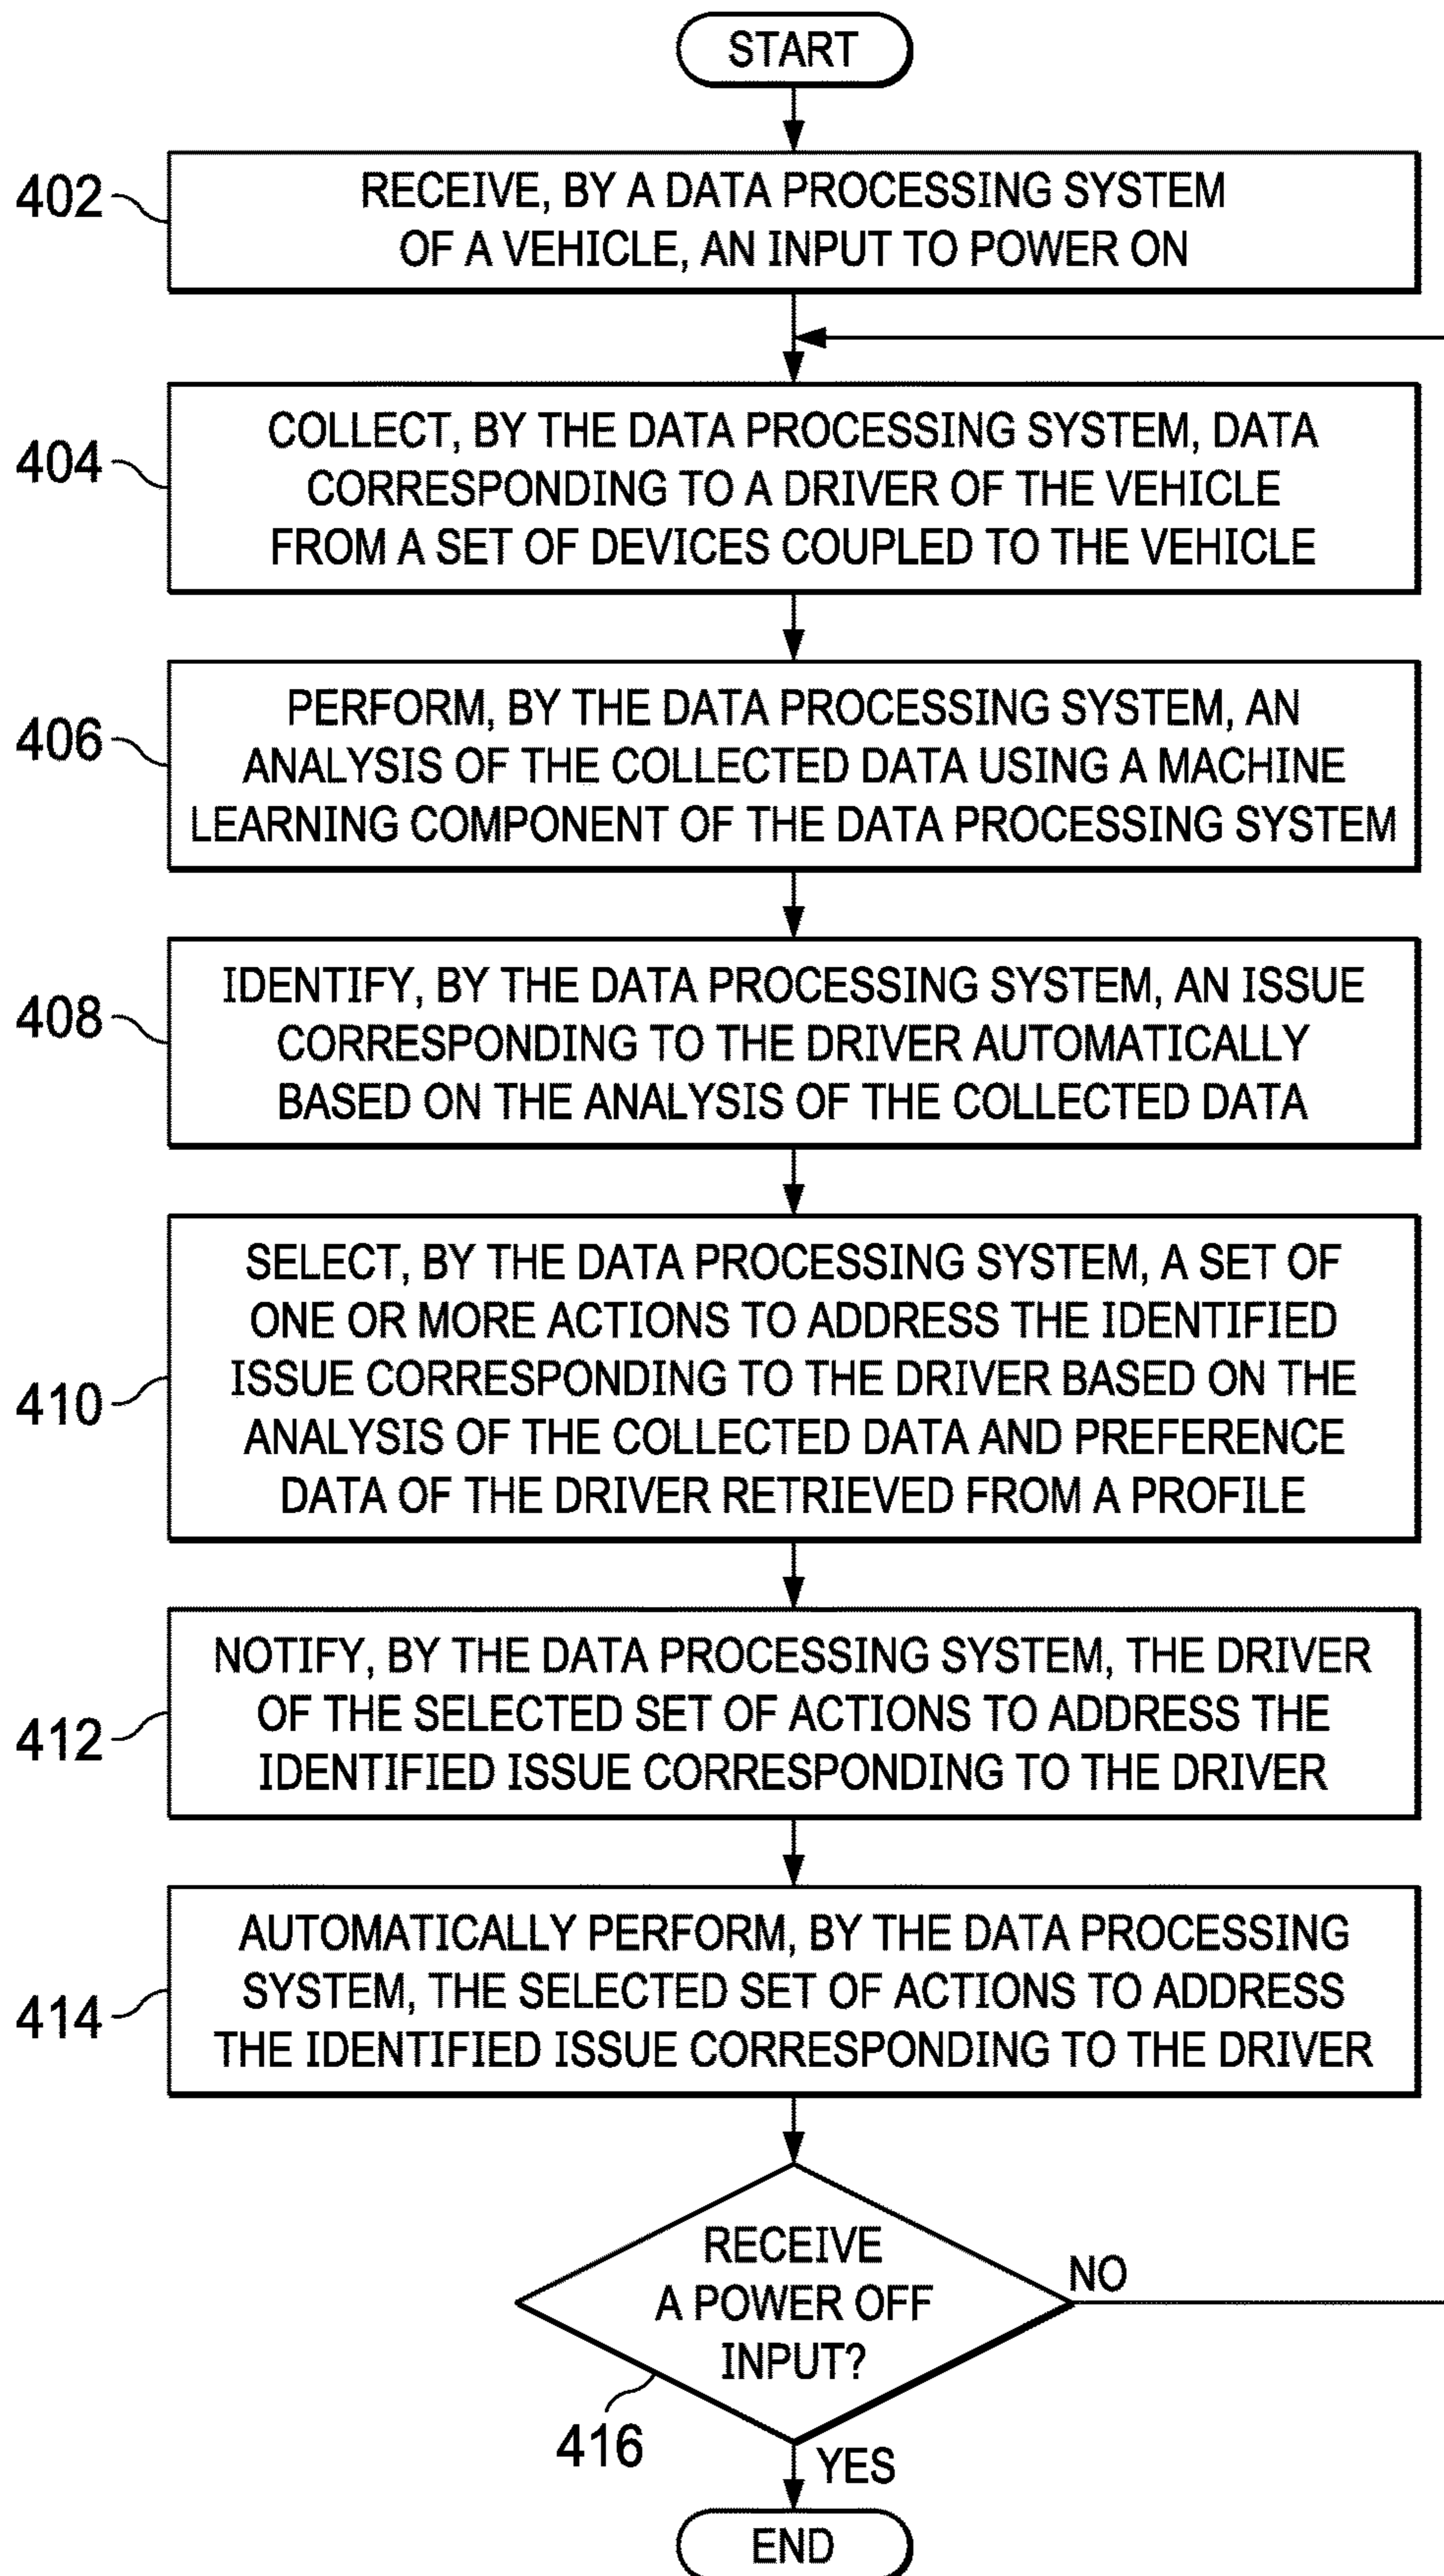 START
402
RECEIVE, BY A DATA PROCESSING SYSTEM
OF A VEHICLE, AN INPUT TO POWER ON
404
COLLECT, BY THE DATA PROCESSING SYSTEM, DATA
CORRESPONDING TO A DRIVER OF THE VEHICLE
FROM A SET OF DEVICES COUPLED TO THE VEHICLE
406
PERFORM, BY THE DATA PROCESSING SYSTEM, AN
ANALYSIS OF THE COLLECTED DATA USING A MACHINE
LEARNING COMPONENT OF THE DATA PROCESSING SYSTEM
408
IDENTIFY, BY THE DATA PROCESSING SYSTEM, AN ISSUE
CORRESPONDING TO THE DRIVER AUTOMATICALLY
BASED ON THE ANALYSIS OF THE COLLECTED DATA
410
SELECT, BY THE DATA PROCESSING SYSTEM, A SET OF
ONE OR MORE ACTIONS TO ADDRESS THE IDENTIFIED
ISSUE CORRESPONDING TO THE DRIVER BASED ON THE
ANALYSIS OF THE COLLECTED DATA AND PREFERENCE
DATA OF THE DRIVER RETRIEVED FROM A PROFILE
412
NOTIFY, BY THE DATA PROCESSING SYSTEM, THE DRIVER
OF THE SELECTED SET OF ACTIONS TO ADDRESS THE
IDENTIFIED ISSUE CORRESPONDING TO THE DRIVER
414
AUTOMATICALLY PERFORM, BY THE DATA PROCESSING
SYSTEM, THE SELECTED SET OF ACTIONS TO ADDRESS
THE IDENTIFIED ISSUE CORRESPONDING TO THE DRIVER
RECEIVE
A POWER OFF
INPUT?
NO
416
YES
END